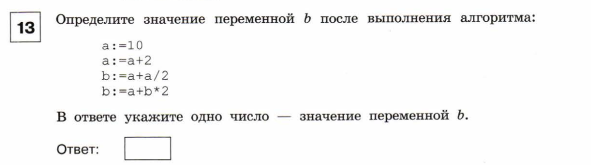 13
Определите значение переменной b после выполнения алгоритма:
a:=10
a:=a+2
b:=a+a/2
b:=a+b*2
В ответе укажите одно число — значение переменной b.
Ответ: